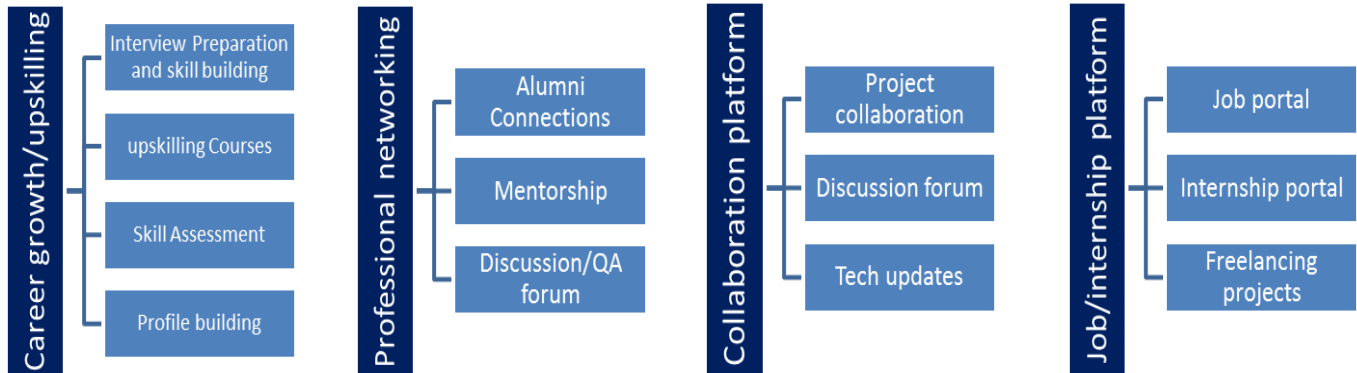 Career growth/upskilling
Interview Preparation
and skill building
upskilling Courses
Skill Assessment
Profile building
Professional networking
Alumni
Connections
Mentorship
Discussion/QA
forum
Collaboration platform
Project
collaboration
Discussion forum
Tech updates
Job/internship platform
Job portal
Internship portal
Freelancing
projects